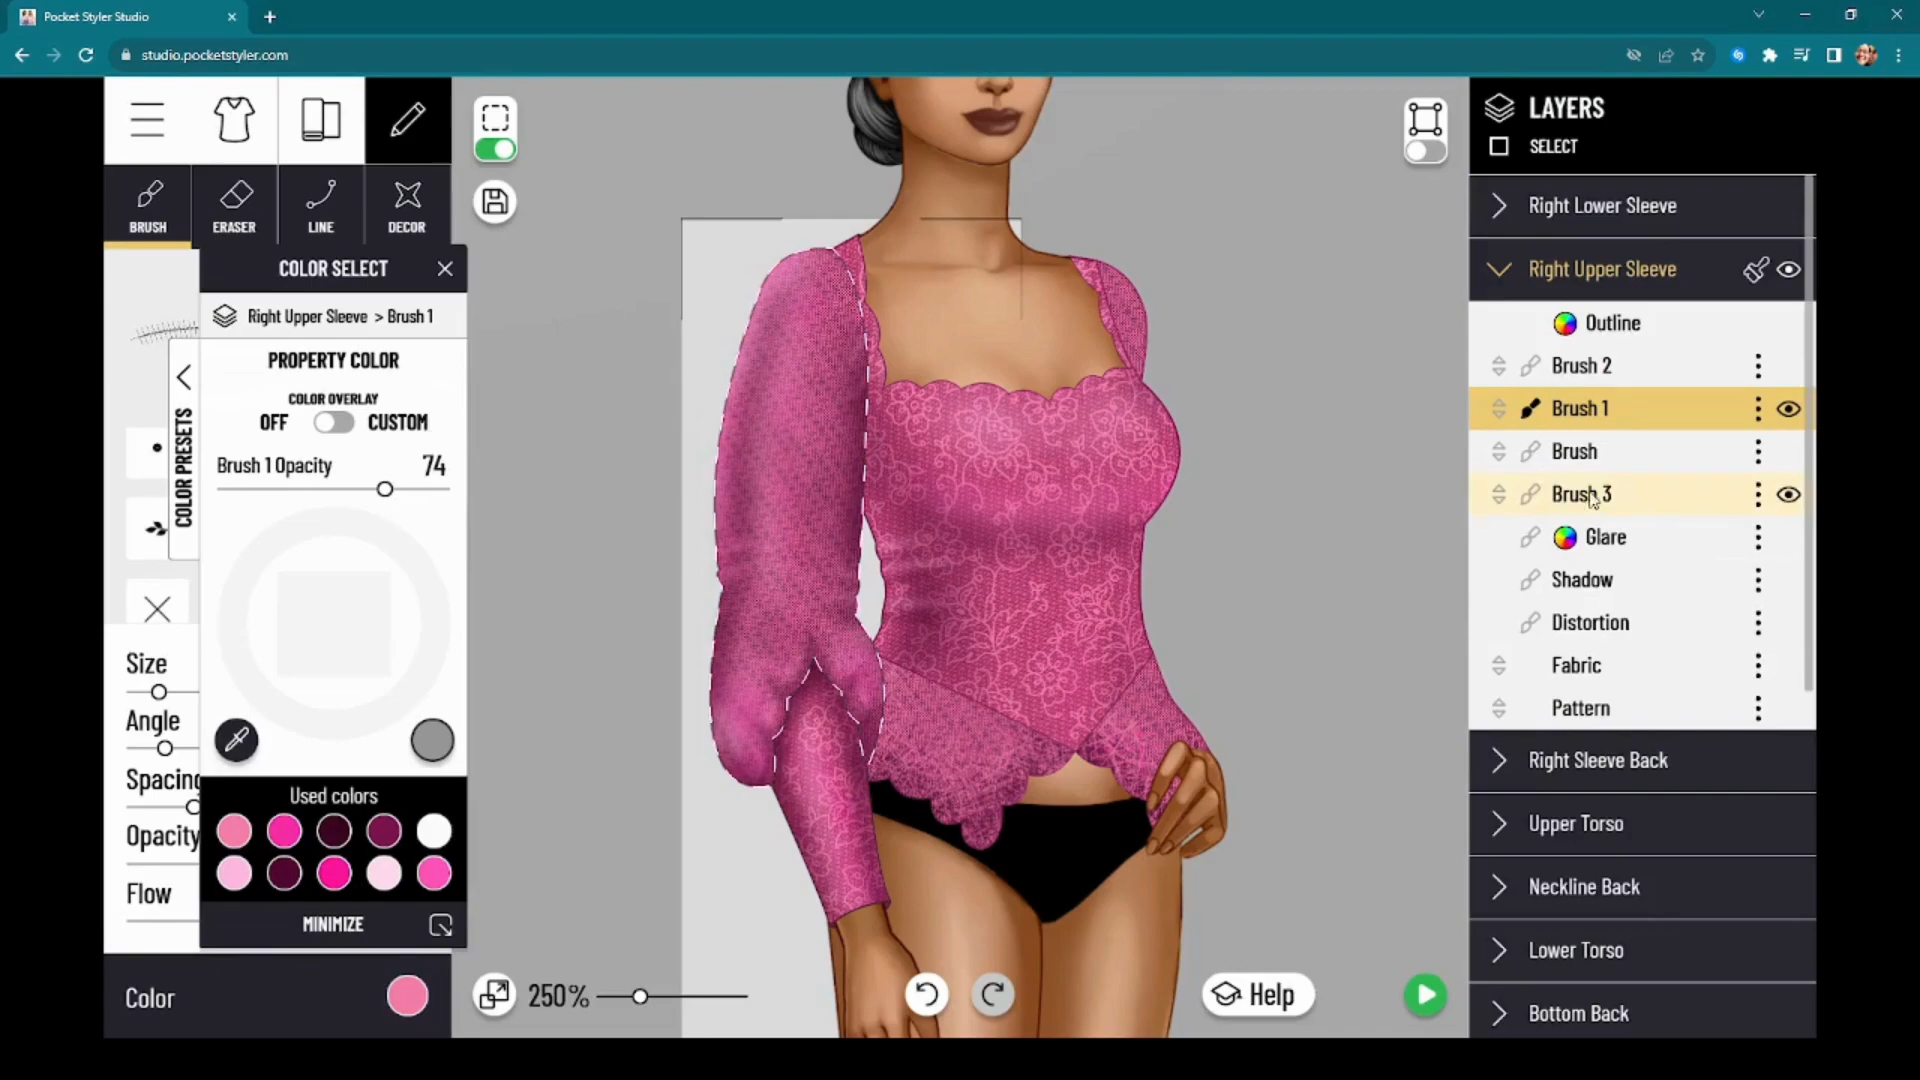 Pocket Styler Studio
studio.pocketstyler.com
BRUSH
ERASER
LINE
DECOR
COLOR SELECT
Right Upper Sleeve > Brush 1
PROPERTY COLOR
COLOR OVERLAY
OFF
CUSTOM
Brush 1 Opacity 74
COLOR PRESETS
Size
Angle
Spacing
Opacity
Flow
Used colors
MINIMIZE
Color
250%
Help
LAYERS
SELECT
Right Lower Sleeve
Right Upper Sleeve
Outline
Brush 2
Brush 1
Brush
Brush 3
Glare
Shadow
Distortion
Fabric
Pattern
Right Sleeve Back
Upper Torso
Neckline Back
Lower Torso
Bottom Back